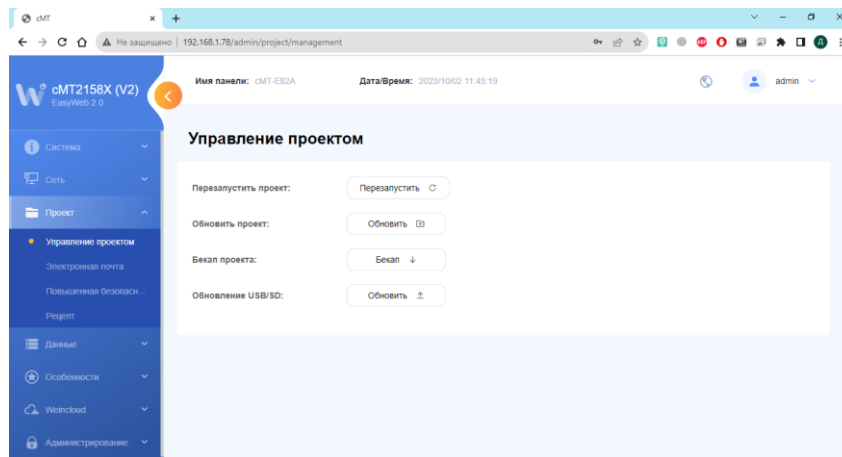 cMT
Не защищено | 192.168.1.78/admin/project/management
cMT2158X (V2)
EasyWeb 2.0
Имя панели: cMT-E82A
Дата/Время: 2023/10/02 11:45:19
admin
Система
Сеть
Проект
Управление проектом
Электронная почта
Повышенная безопасн...
Рецепт
Данные
Особенности
Weincloud
Администрирование
Управление проектом
Перезапустить проект: Перезапустить
Обновить проект: Обновить
Бекап проекта: Бекап
Обновление USB/SD: Обновить